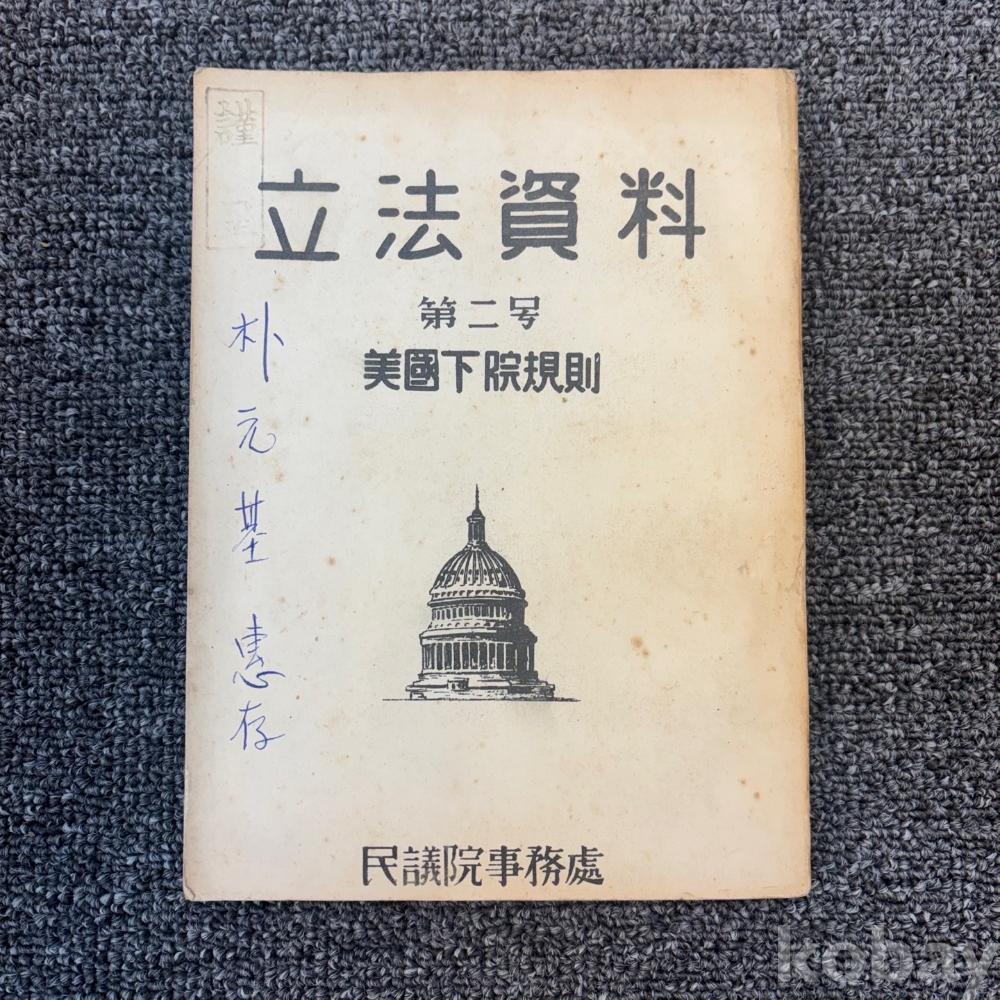 謹
立法資料
第二号
美國下院規則
朴元基惠存
民議院事務處
kobay